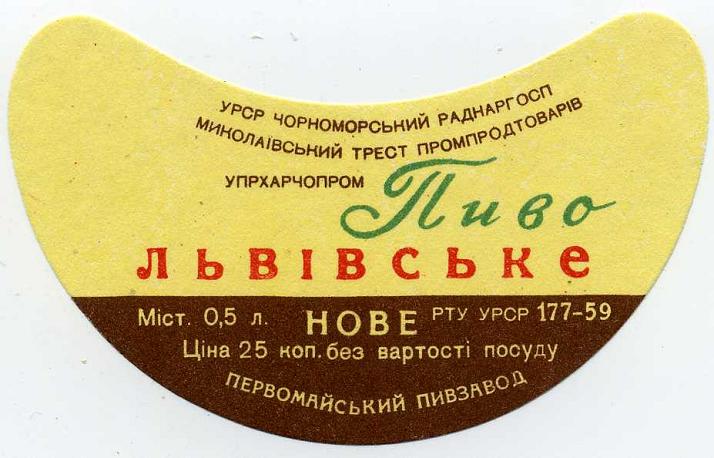 УРСР ЧОРНОМОРСЬКИЙ РАДНАРГОСП
МИКОЛАЇВСЬКИЙ ТРЕСТ ПРОМПРОДТОВАРІВ
УПРХАРЧОПРОМ
Пиво
ЛЬВІВСЬКЕ
Міст. 0,5 л. НОВЕ РТУ УРСР 177-59
Ціна 25 коп. без вартості посуду
ПЕРВОМАЙСЬКИЙ ПИВЗАВОД